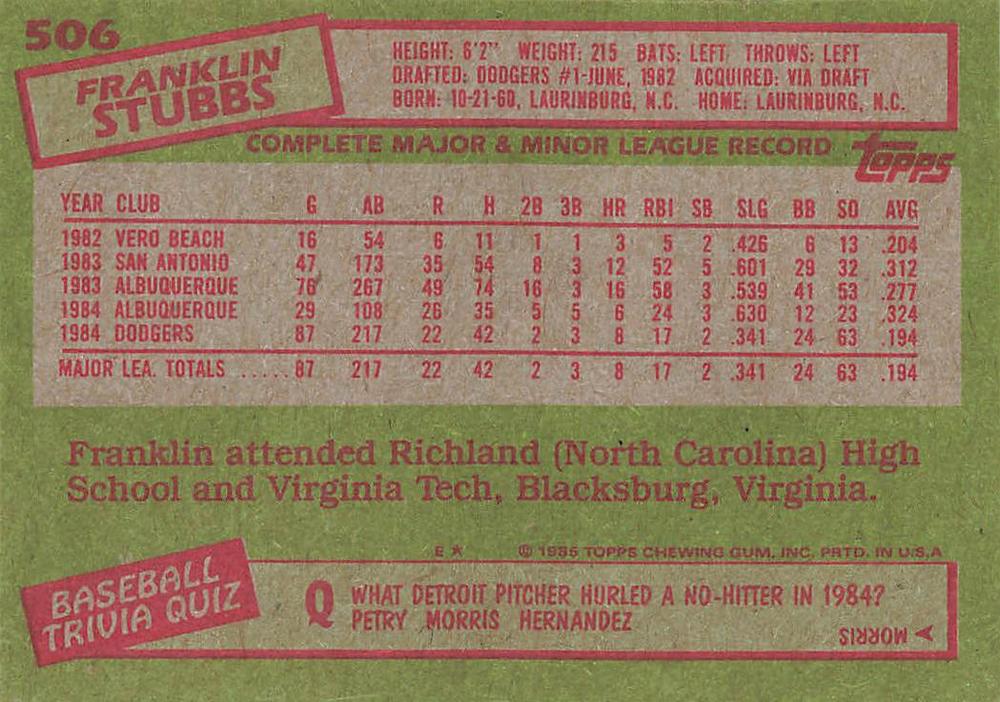 506
FRANKLIN
STUBBS
HEIGHT: 6'2" WEIGHT: 215 BATS: LEFT THROWS: LEFT
DRAFTED: DODGERS #1-JUNE, 1982 ACQUIRED: VIA DRAFT
BORN: 10-21-60, LAURINBURG, N.C. HOME: LAURINBURG, N.C.
COMPLETE MAJOR & MINOR LEAGUE RECORD
topps
YEAR CLUB G AB R H 2B 3B HR RBI SB SLG BB SO AVG
1982 VERO BEACH 16 54 6 11 1 1 3 5 2 .426 6 13 .204
1983 SAN ANTONIO 47 173 35 54 8 3 12 52 5 .601 29 32 .312
1983 ALBUQUERQUE 76 267 49 74 16 3 16 58 3 .539 41 53 .277
1984 ALBUQUERQUE 29 108 26 35 5 5 6 24 3 .630 12 23 .324
1984 DODGERS 87 217 22 42 2 3 8 17 2 .341 24 63 .194
MAJOR LEA. TOTALS ..... 87 217 22 42 2 3 8 17 2 .341 24 63 .194
Franklin attended Richland (North Carolina) High
School and Virginia Tech, Blacksburg, Virginia.
E ★ © 1985 TOPPS CHEWING GUM, INC. PRTD. IN U.S.A
BASEBALL
TRIVIA QUIZ
Q WHAT DETROIT PITCHER HURLED A NO-HITTER IN 1984?
PETRY MORRIS HERNANDEZ
MORRIS